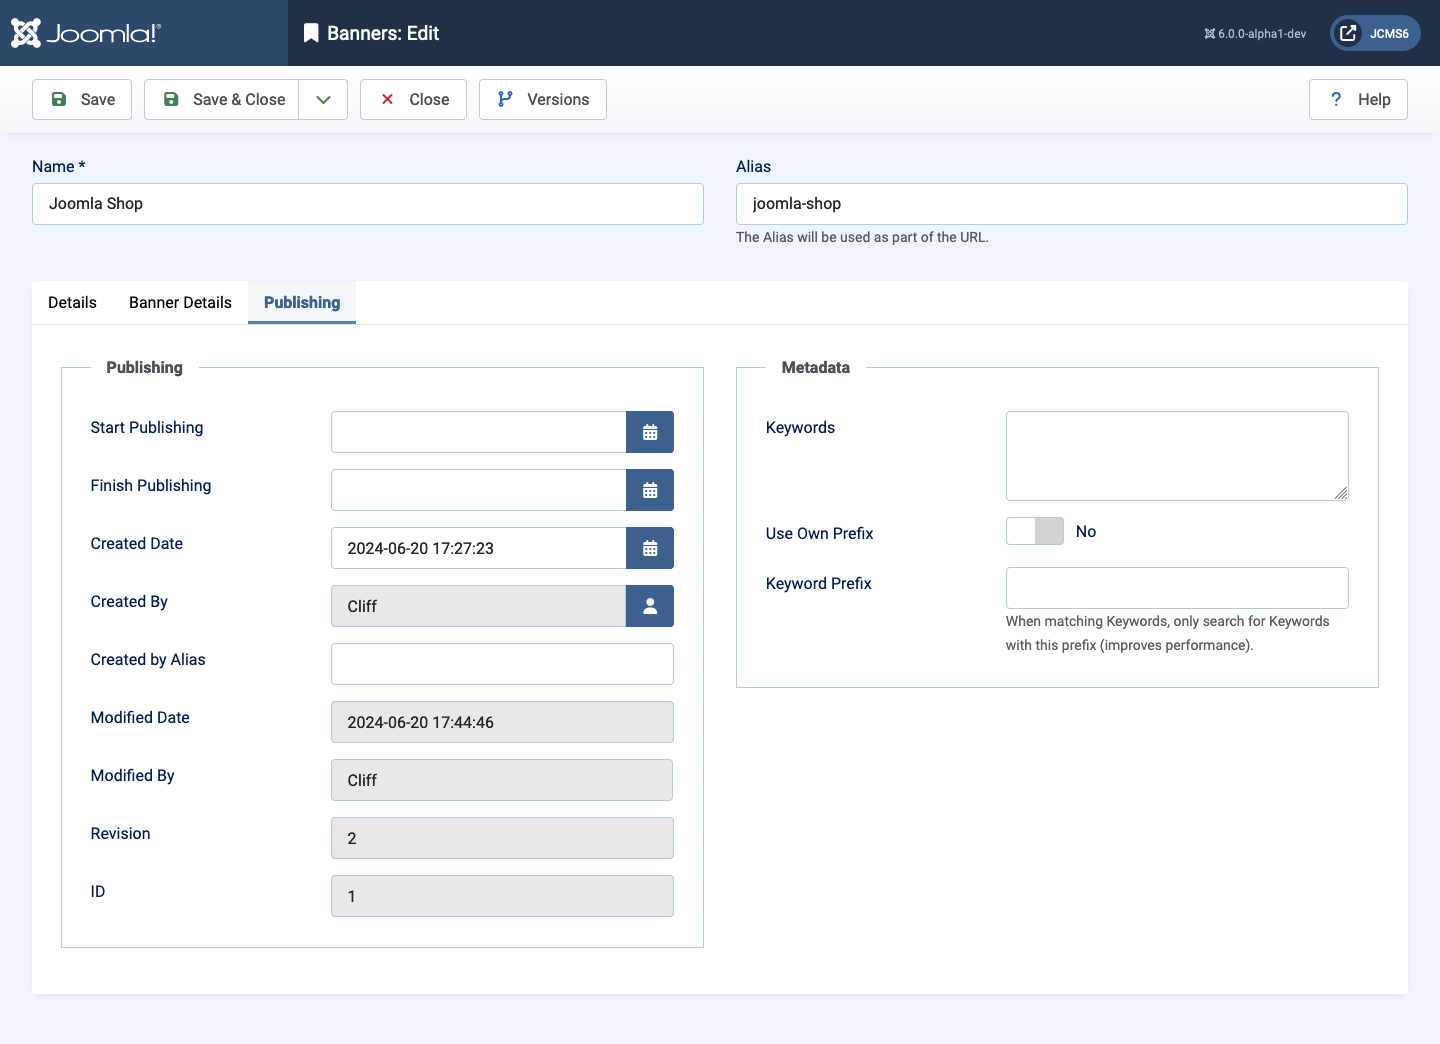 Joomla!®
Banners: Edit
6.0.0-alpha1-dev
JCMS6
Save
Save & Close
Close
Versions
? Help
Name *
Joomla Shop
Alias
joomla-shop
The Alias will be used as part of the URL.
Details
Banner Details
Publishing
Publishing
Start Publishing
Finish Publishing
Created Date
2024-06-20 17:27:23
Created By
Cliff
Created by Alias
Modified Date
2024-06-20 17:44:46
Modified By
Cliff
Revision
2
ID
1
Metadata
Keywords
Use Own Prefix
No
Keyword Prefix
When matching Keywords, only search for Keywords
with this prefix (improves performance).